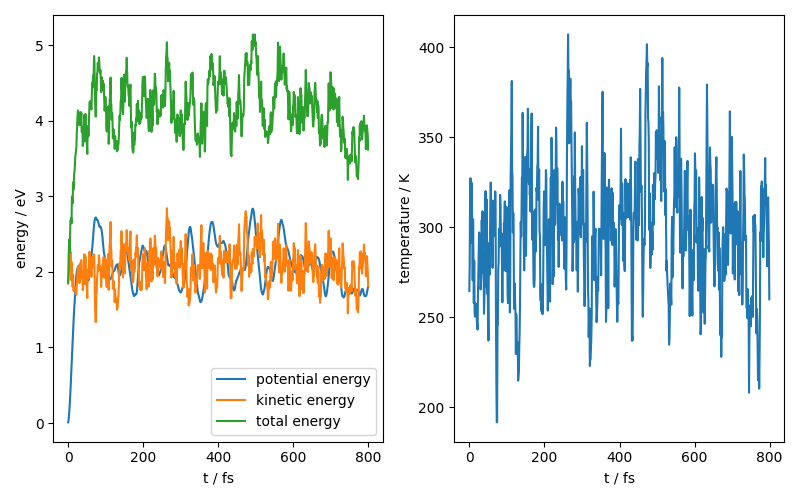 energy / eV
5
4
3
2
1
0
0 200 400 600 800
t / fs
potential energy
kinetic energy
total energy
temperature / K
400
350
300
250
200
0 200 400 600 800
t / fs